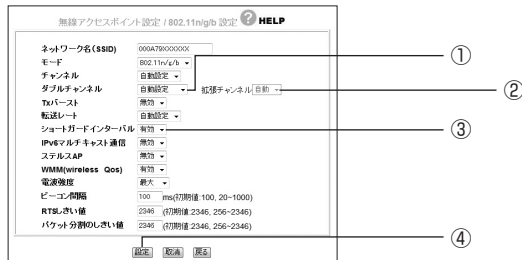 無線アクセスポイント設定 / 802.11n/g/b 設定 ? HELP
ネットワーク名(SSID) 000A79XXXXXX
モード 802.11n/g/b
チャンネル 自動設定
ダブルチャンネル 自動設定 拡張チャンネル 自動
Txバースト 無効
転送レート 自動設定
ショートガードインターバル 有効
IPv6マルチキャスト通信 無効
ステルスAP 無効
WMM(wireless Qos) 有効
電波強度 最大
ビーコン間隔 100 ms(初期値:100, 20~1000)
RTSしきい値 2346 (初期値:2346, 256~2346)
パケット分割のしきい値 2346 (初期値:2346, 256~2346)
設定 取消 戻る
①
②
③
④